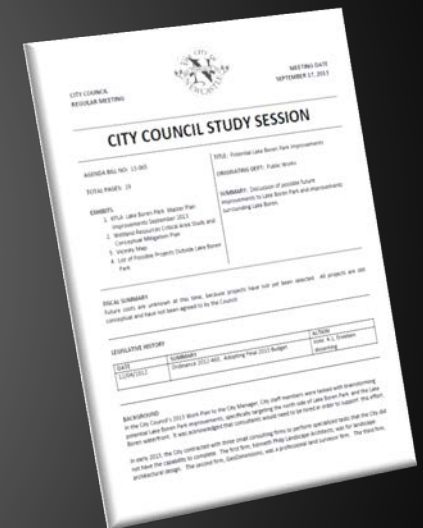 CITY COUNCIL
REGULAR MEETING
CITY OF
NEWCASTLE
MEETING DATE
SEPTEMBER 17, 2013
CITY COUNCIL STUDY SESSION
AGENDA BILL NO: 13-065
TOTAL PAGES: 29
EXHIBITS
1. KPLA: Lake Boren Park: Master Plan
Improvements September 2013
2. Wetland Resources Critical Area Study and
Conceptual Mitigation Plan
3. Vicinity Map
4. List of Possible Projects Outside Lake Boren
Park
TITLE: Potential Lake Boren Park Improvements
ORIGINATING DEPT: Public Works
SUMMARY: Discussion of possible future
improvements to Lake Boren Park and improvements
surrounding Lake Boren.
FISCAL SUMMARY
Future costs are unknown at this time, because projects have not yet been selected. All projects are still
conceptual and have not been agreed to by the Council.
LEGISLATIVE HISTORY
DATE SUMMARY ACTION
12/04/2012 Ordinance 2012-460, Adopting Final 2013 Budget Vote: 6-1, dissenting
BACKGROUND
In the City Council's 2013 Work Plan to the City Manager, City staff members were tasked with brainstorming
potential Lake Boren Park improvements, specifically targeting the north side of Lake Boren Park and the Lake
Boren waterfront. It was acknowledged that consultants would need to be hired in order to support this effort.
In early 2013, the City contracted with three small consulting firms to perform specialized tasks that the City did
not have the capability to complete. The first firm, Kenneth Philp Landscape Architects, was for landscape
architectural design. The second firm, GeoDimensions, was a professional land surveyor firm. The third firm,